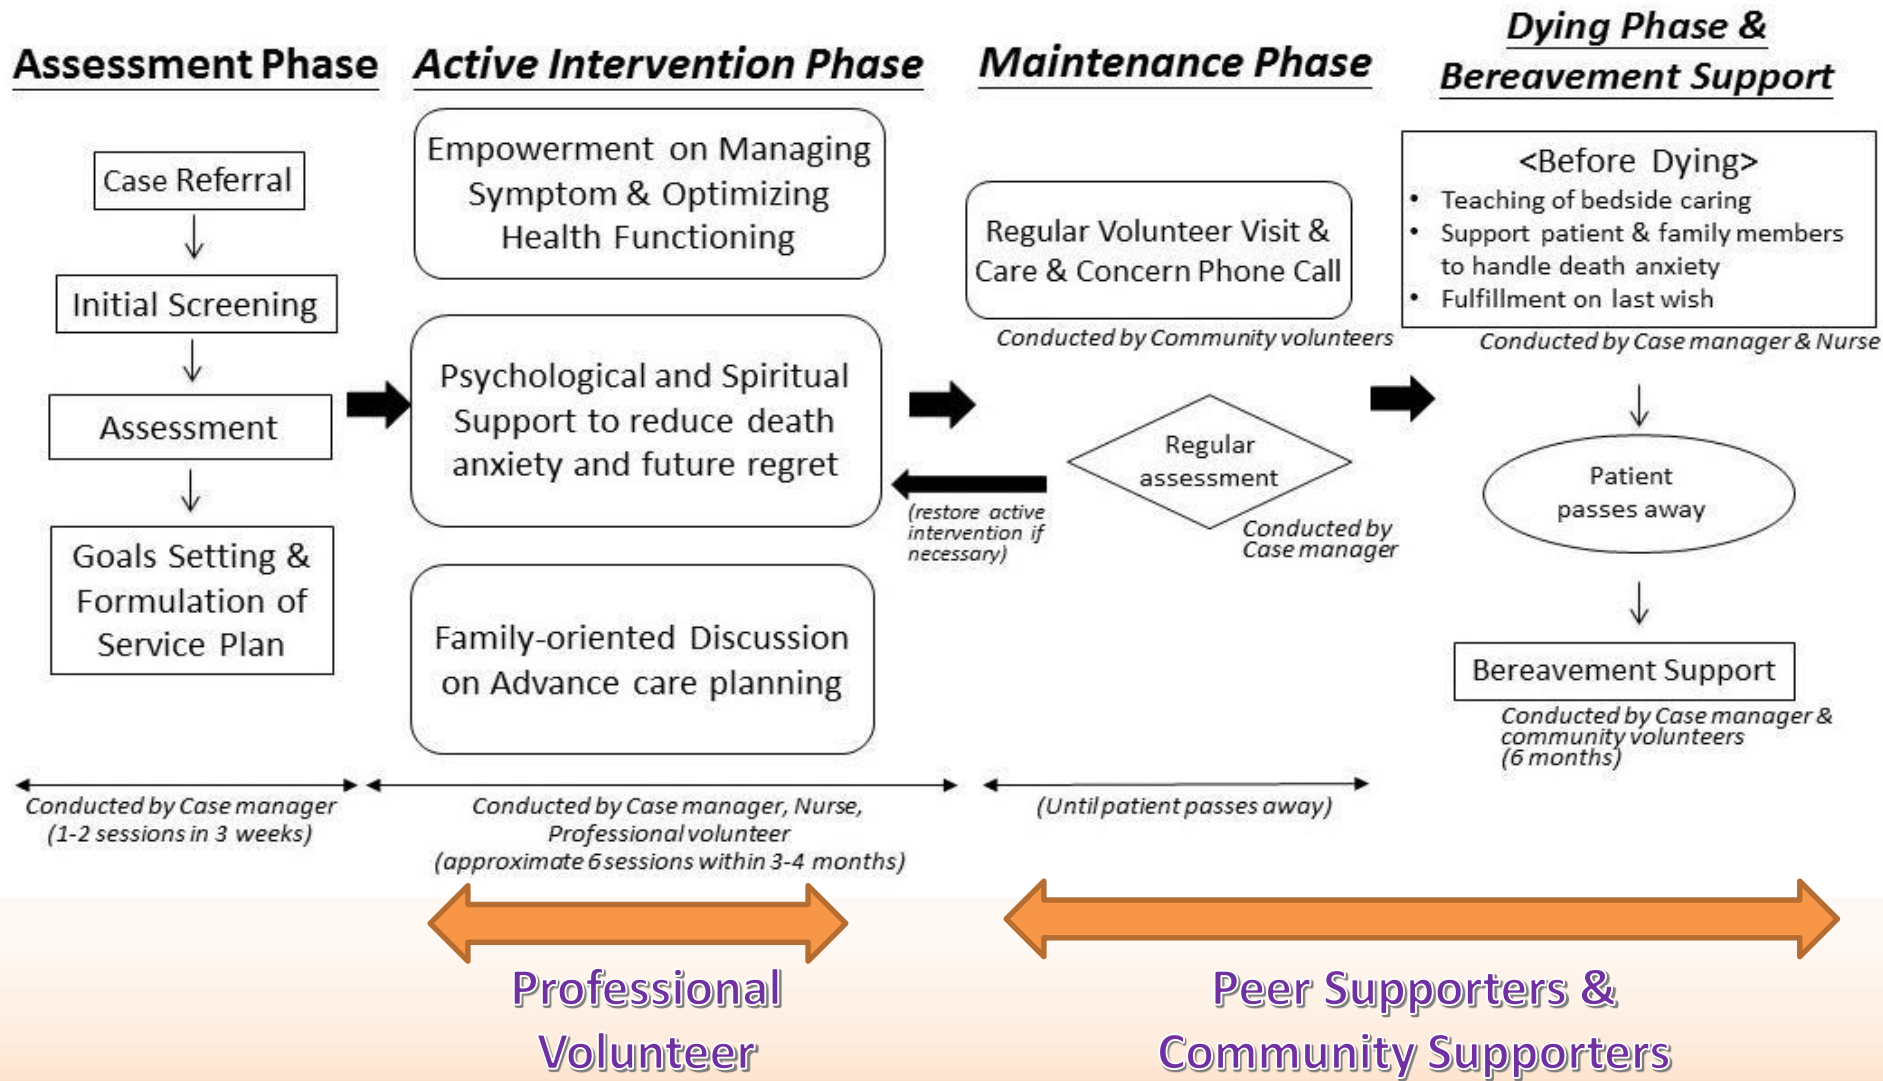 Assessment Phase
Case Referral
Initial Screening
Assessment
Goals Setting &
Formulation of
Service Plan
Conducted by Case manager
(1-2 sessions in 3 weeks)
Active Intervention Phase
Empowerment on Managing
Symptom & Optimizing
Health Functioning
Psychological and Spiritual
Support to reduce death
anxiety and future regret
Family-oriented Discussion
on Advance care planning
Conducted by Case manager, Nurse,
Professional volunteer
(approximate 6 sessions within 3-4 months)
Maintenance Phase
Regular Volunteer Visit &
Care & Concern Phone Call
Conducted by Community volunteers
Regular
assessment
Conducted by
Case manager
(restore active
intervention if
necessary)
(Until patient passes away)
Dying Phase &
Bereavement Support
<Before Dying>
• Teaching of bedside caring
• Support patient & family members
to handle death anxiety
• Fulfillment on last wish
Conducted by Case manager & Nurse
Patient
passes away
Bereavement Support
Conducted by Case manager &
community volunteers
(6 months)
Professional
Volunteer
Peer Supporters &
Community Supporters